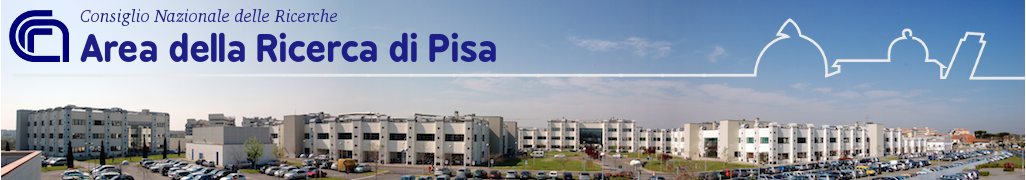 Consiglio Nazionale delle Ricerche
Area della Ricerca di Pisa